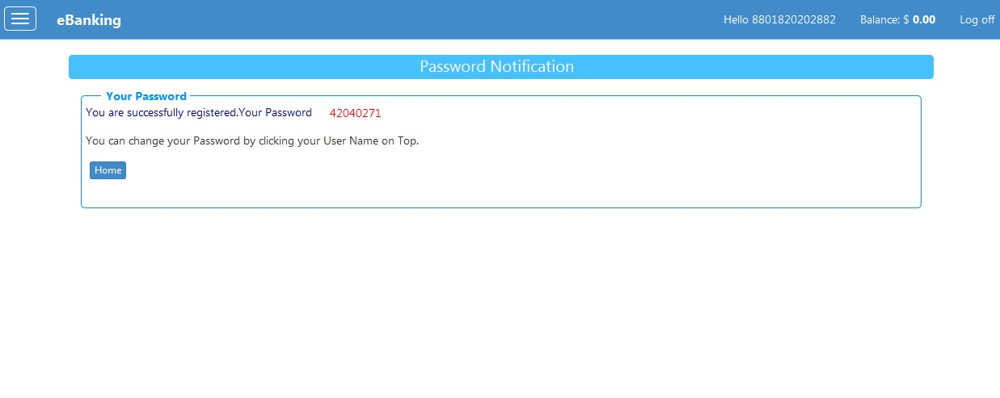 eBanking Hello 8801820202882 Balance: $ 0.00 Log off
Password Notification
Your Password
You are successfully registered.Your Password 42040271
You can change your Password by clicking your User Name on Top.
Home